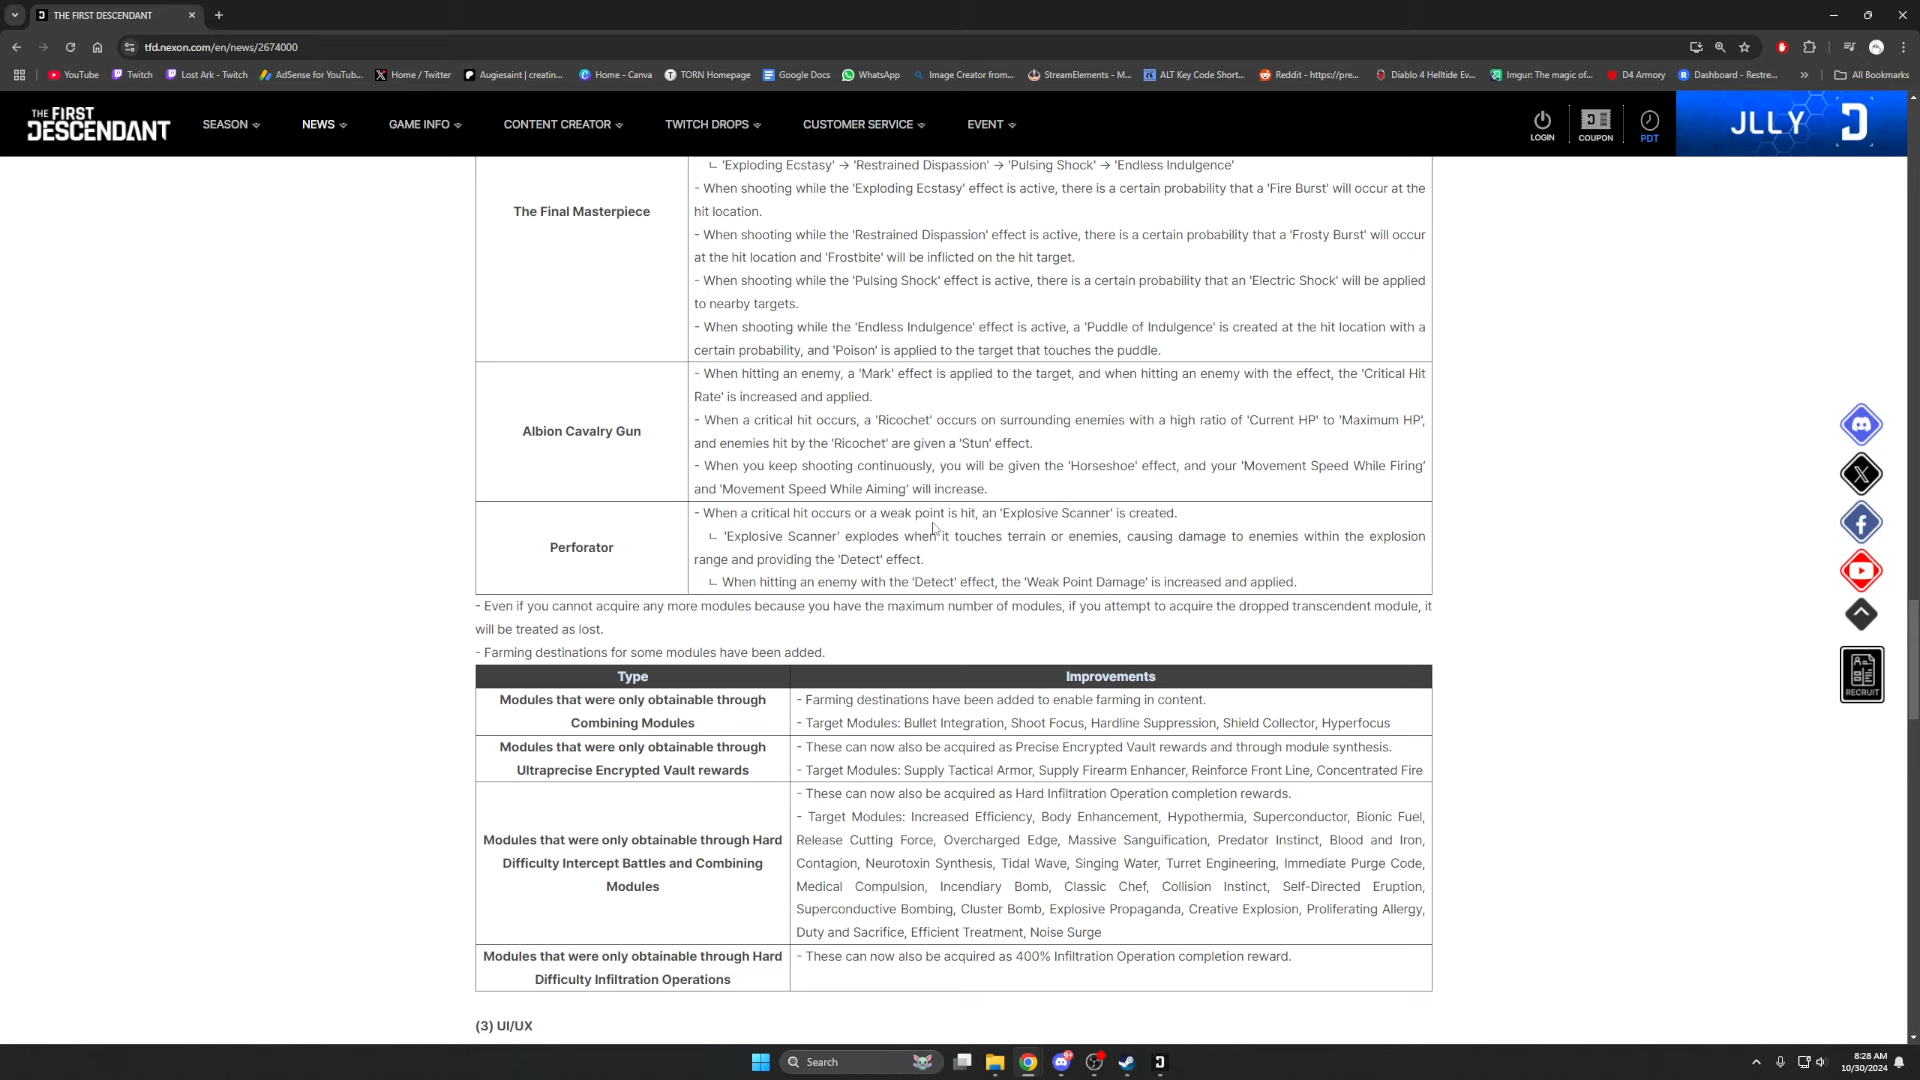 THE FIRST DESCENDANT
tfd.nexon.com/en/news/2674000
YouTube
Twitch
Lost Ark - Twitch
AdSense for YouTub...
Home / Twitter
Augiesaint | creatin...
Home - Canva
TORN Homepage
Google Docs
WhatsApp
Image Creator from...
StreamElements - M...
ALT Key Code Short...
Reddit - https://pre...
Diablo 4 Helltide Ev...
Imgur: The magic of...
D4 Armory
Dashboard - Restre...
All Bookmarks
THE FIRST
DESCENDANT
SEASON
NEWS
GAME INFO
CONTENT CREATOR
TWITCH DROPS
CUSTOMER SERVICE
EVENT
LOGIN
COUPON
PDT
JLLY
ㄴ 'Exploding Ecstasy' → 'Restrained Dispassion' → 'Pulsing Shock' → 'Endless Indulgence'
The Final Masterpiece
- When shooting while the 'Exploding Ecstasy' effect is active, there is a certain probability that a 'Fire Burst' will occur at the
hit location.
- When shooting while the 'Restrained Dispassion' effect is active, there is a certain probability that a 'Frosty Burst' will occur
at the hit location and 'Frostbite' will be inflicted on the hit target.
- When shooting while the 'Pulsing Shock' effect is active, there is a certain probability that an 'Electric Shock' will be applied
to nearby targets.
- When shooting while the 'Endless Indulgence' effect is active, a 'Puddle of Indulgence' is created at the hit location with a
certain probability, and 'Poison' is applied to the target that touches the puddle.
Albion Cavalry Gun
- When hitting an enemy, a 'Mark' effect is applied to the target, and when hitting an enemy with the effect, the 'Critical Hit
Rate' is increased and applied.
- When a critical hit occurs, a 'Ricochet' occurs on surrounding enemies with a high ratio of 'Current HP' to 'Maximum HP',
and enemies hit by the 'Ricochet' are given a 'Stun' effect.
- When you keep shooting continuously, you will be given the 'Horseshoe' effect, and your 'Movement Speed While Firing'
and 'Movement Speed While Aiming' will increase.
Perforator
- When a critical hit occurs or a weak point is hit, an 'Explosive Scanner' is created.
ㄴ 'Explosive Scanner' explodes when it touches terrain or enemies, causing damage to enemies within the explosion
range and providing the 'Detect' effect.
ㄴ When hitting an enemy with the 'Detect' effect, the 'Weak Point Damage' is increased and applied.
- Even if you cannot acquire any more modules because you have the maximum number of modules, if you attempt to acquire the dropped transcendent module, it
will be treated as lost.
- Farming destinations for some modules have been added.
Type
Improvements
Modules that were only obtainable through
Combining Modules
- Farming destinations have been added to enable farming in content.
- Target Modules: Bullet Integration, Shoot Focus, Hardline Suppression, Shield Collector, Hyperfocus
Modules that were only obtainable through
Ultraprecise Encrypted Vault rewards
- These can now also be acquired as Precise Encrypted Vault rewards and through module synthesis.
- Target Modules: Supply Tactical Armor, Supply Firearm Enhancer, Reinforce Front Line, Concentrated Fire
Modules that were only obtainable through Hard
Difficulty Intercept Battles and Combining
Modules
- These can now also be acquired as Hard Infiltration Operation completion rewards.
- Target Modules: Increased Efficiency, Body Enhancement, Hypothermia, Superconductor, Bionic Fuel,
Release Cutting Force, Overcharged Edge, Massive Sanguification, Predator Instinct, Blood and Iron,
Contagion, Neurotoxin Synthesis, Tidal Wave, Singing Water, Turret Engineering, Immediate Purge Code,
Medical Compulsion, Incendiary Bomb, Classic Chef, Collision Instinct, Self-Directed Eruption,
Superconductive Bombing, Cluster Bomb, Explosive Propaganda, Creative Explosion, Proliferating Allergy,
Duty and Sacrifice, Efficient Treatment, Noise Surge
Modules that were only obtainable through Hard
Difficulty Infiltration Operations
- These can now also be acquired as 400% Infiltration Operation completion reward.
(3) UI/UX
RECRUIT
Search
9+
8:28 AM
10/30/2024